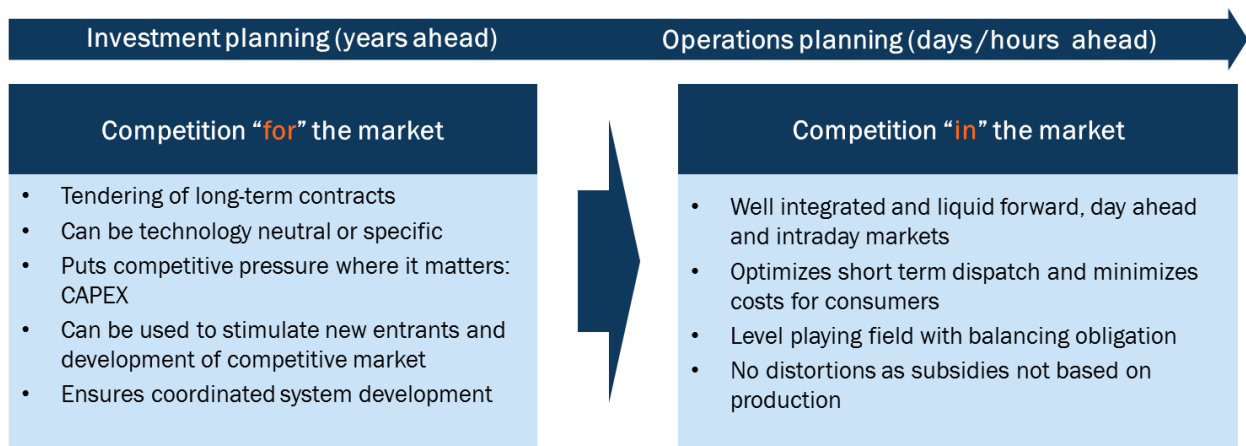 Investment planning (years ahead)
Operations planning (days/hours ahead)
Competition “for” the market
• Tendering of long-term contracts
• Can be technology neutral or specific
• Puts competitive pressure where it matters:
CAPEX
• Can be used to stimulate new entrants and
development of competitive market
• Ensures coordinated system development
Competition “in” the market
• Well integrated and liquid forward, day ahead
and intraday markets
• Optimizes short term dispatch and minimizes
costs for consumers
• Level playing field with balancing obligation
• No distortions as subsidies not based on
production